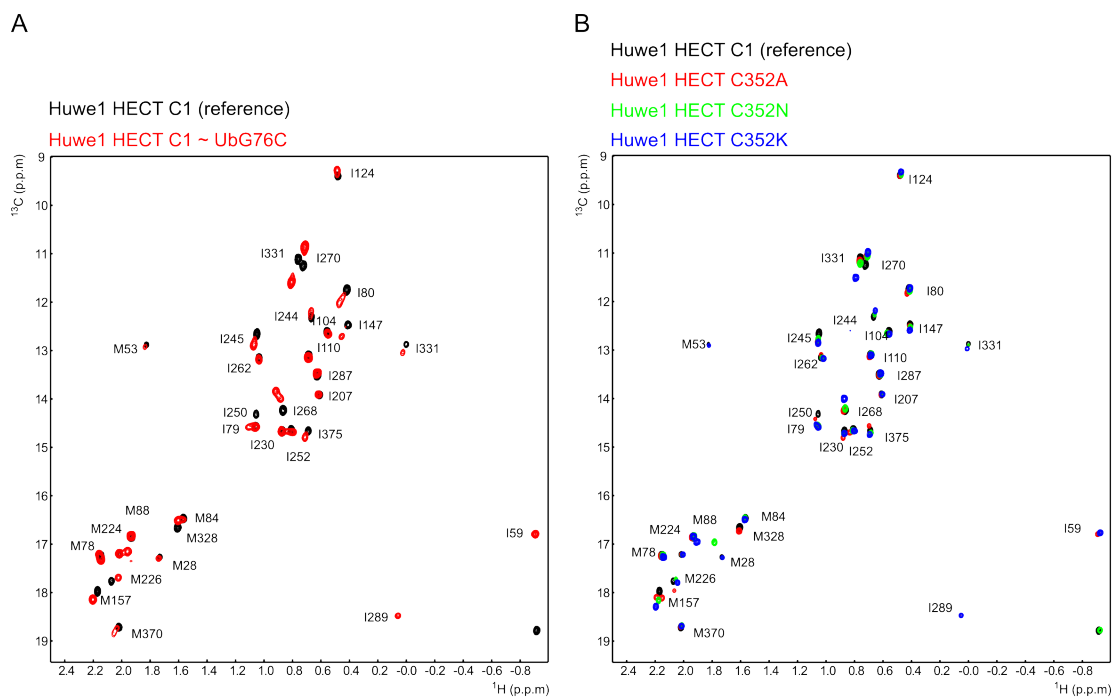 A
B
Huwe1 HECT C1 (reference)
Huwe1 HECT C1 ~ UbG76C
Huwe1 HECT C1 (reference)
Huwe1 HECT C352A
Huwe1 HECT C352N
Huwe1 HECT C352K
¹³C (p.p.m)
9
10
11
12
13
14
15
16
17
18
19
I124
I331
I270
I80
I244
I104
I147
I245
M53
I331
I262
I110
I287
I207
I250
I268
I79
I230
I375
I252
M88
M84
M224
M328
M78
M28
I59
M226
M157
I289
M370
2.4 2.2 2.0 1.8 1.6 1.4 1.2 1.0 0.8 0.6 0.4 0.2 0.0 -0.2 -0.4 -0.6 -0.8
¹H (p.p.m)
¹³C (p.p.m)
9
10
11
12
13
14
15
16
17
18
19
I124
I331
I270
I80
I244
I104
I147
I245
M53
I331
I262
I110
I287
I207
I250
I268
I79
I230
I375
I252
M88
M84
M224
M328
M78
M28
I59
M226
M157
I289
M370
2.4 2.2 2.0 1.8 1.6 1.4 1.2 1.0 0.8 0.6 0.4 0.2 0.0 -0.2 -0.4 -0.6 -0.8
¹H (p.p.m)